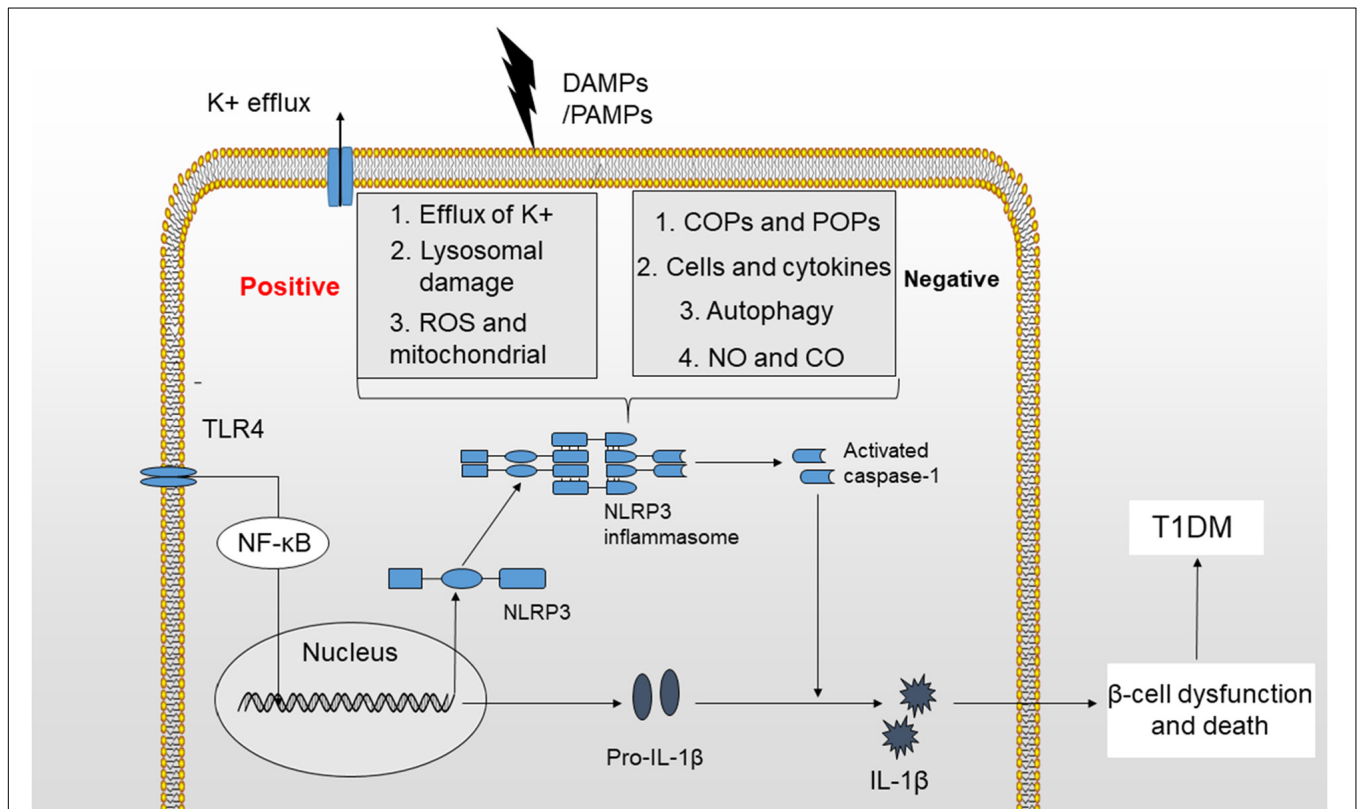 K+ efflux
DAMPs
/PAMPs
Positive
1. Efflux of K+
2. Lysosomal
damage
3. ROS and
mitochondrial
1. COPs and POPs
2. Cells and cytokines
3. Autophagy
4. NO and CO
Negative
TLR4
NF-κB
Nucleus
NLRP3
NLRP3
inflammasome
Activated
caspase-1
Pro-IL-1β
IL-1β
T1DM
β-cell dysfunction
and death